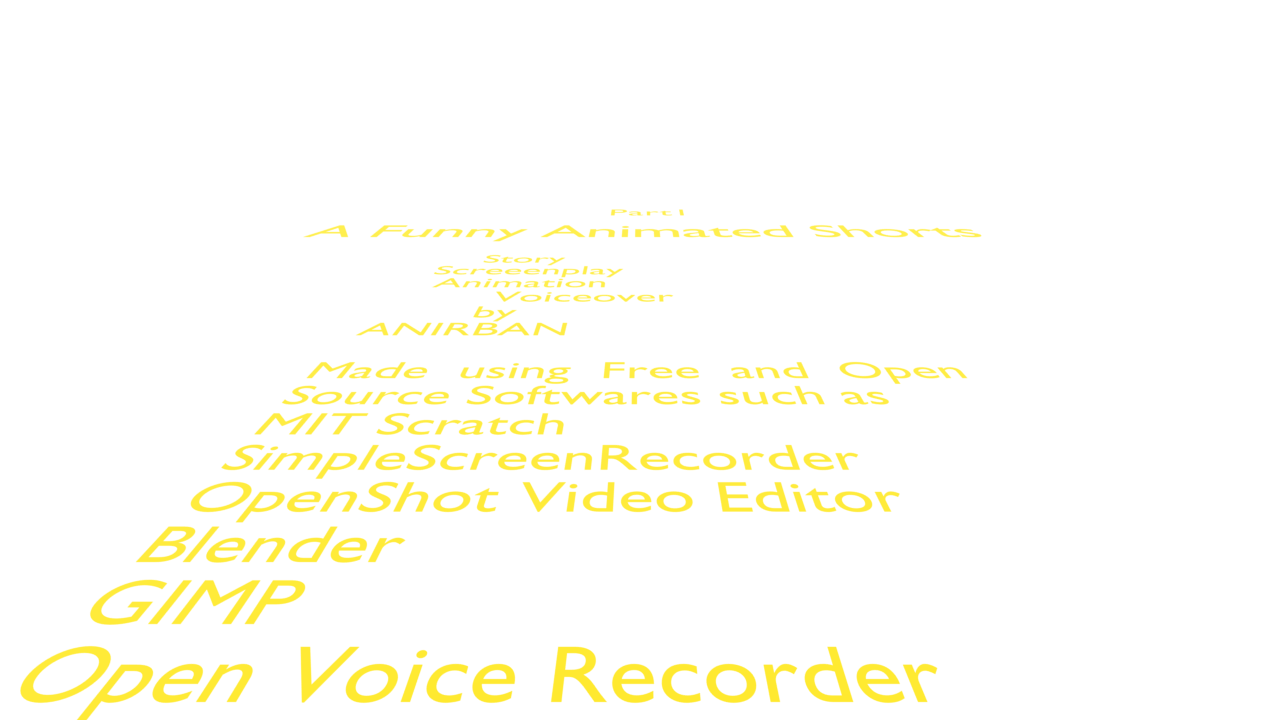 Part I
A Funny Animated Shorts
Story
Screeenplay
Animation
Voiceover
by
ANIRBAN
Made using Free and Open
Source Softwares such as
MIT Scratch
SimpleScreenRecorder
OpenShot Video Editor
Blender
GIMP
Open Voice Recorder